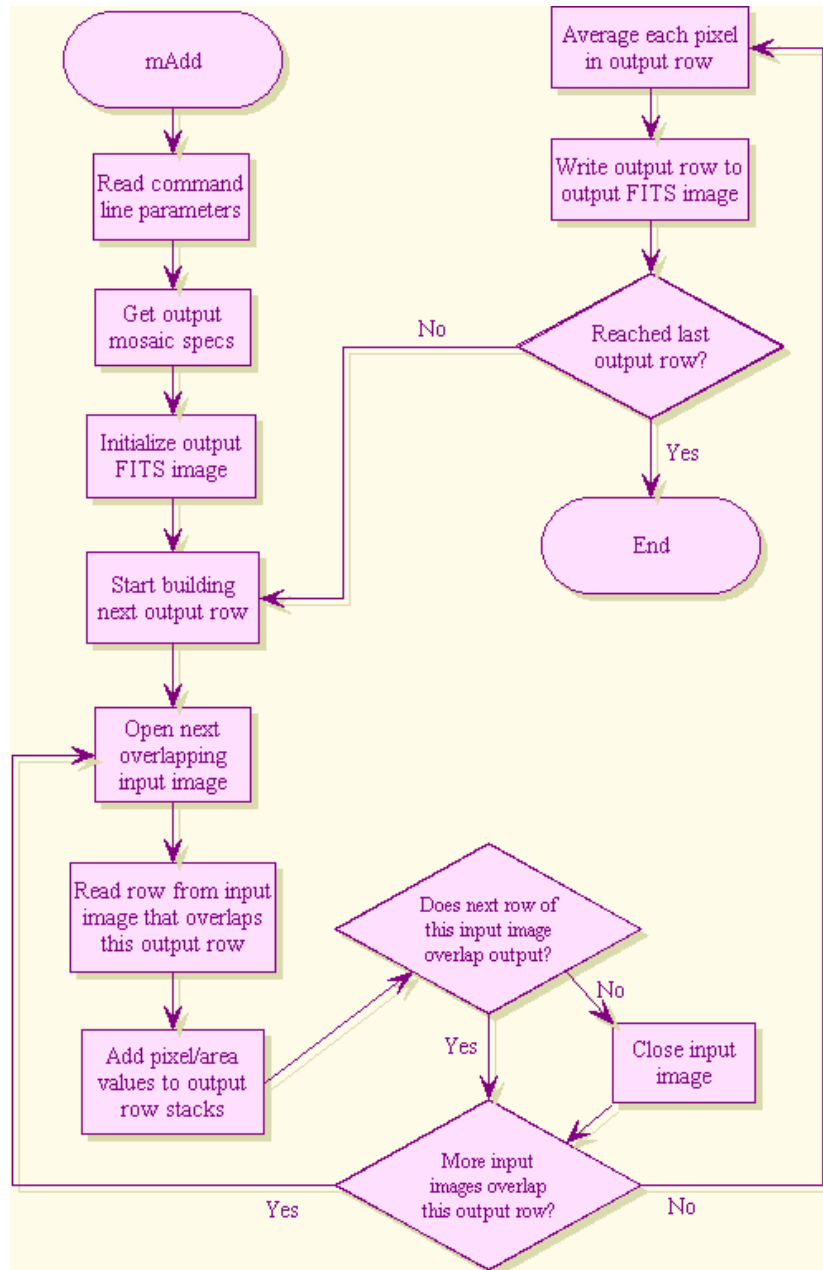 mAdd
Read command
line parameters
Get output
mosaic specs
Initialize output
FITS image
Start building
next output row
Open next
overlapping
input image
Read row from input
image that overlaps
this output row
Add pixel/area
values to output
row stacks
Does next row of
this input image
overlap output?
No
Yes
Close input
image
More input
images overlap
this output row?
Yes
No
Average each pixel
in output row
Write output row to
output FITS image
Reached last
output row?
No
Yes
End